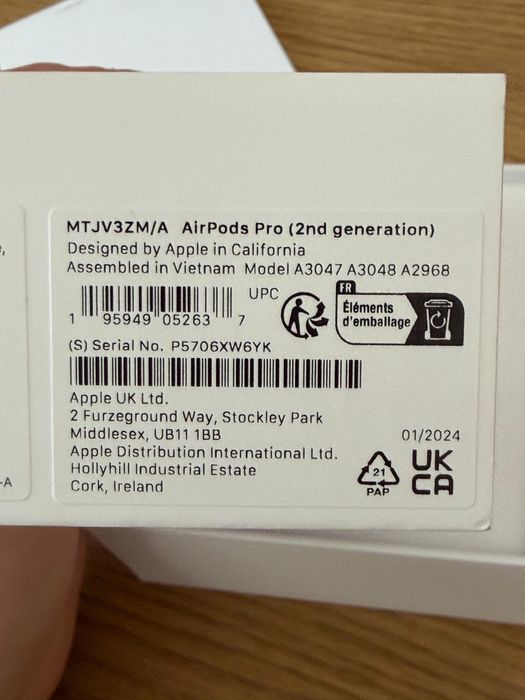 MTJV3ZM/A AirPods Pro (2nd generation)
Designed by Apple in California
Assembled in Vietnam Model A3047 A3048 A2968
UPC
1 95949 05263 7
FR
Éléments
d'emballage
(S) Serial No. P5706XW6YK
Apple UK Ltd.
2 Furzeground Way, Stockley Park
Middlesex, UB11 1BB
Apple Distribution International Ltd.
Hollyhill Industrial Estate
Cork, Ireland
01/2024
21
PAP
UK
CA
-A